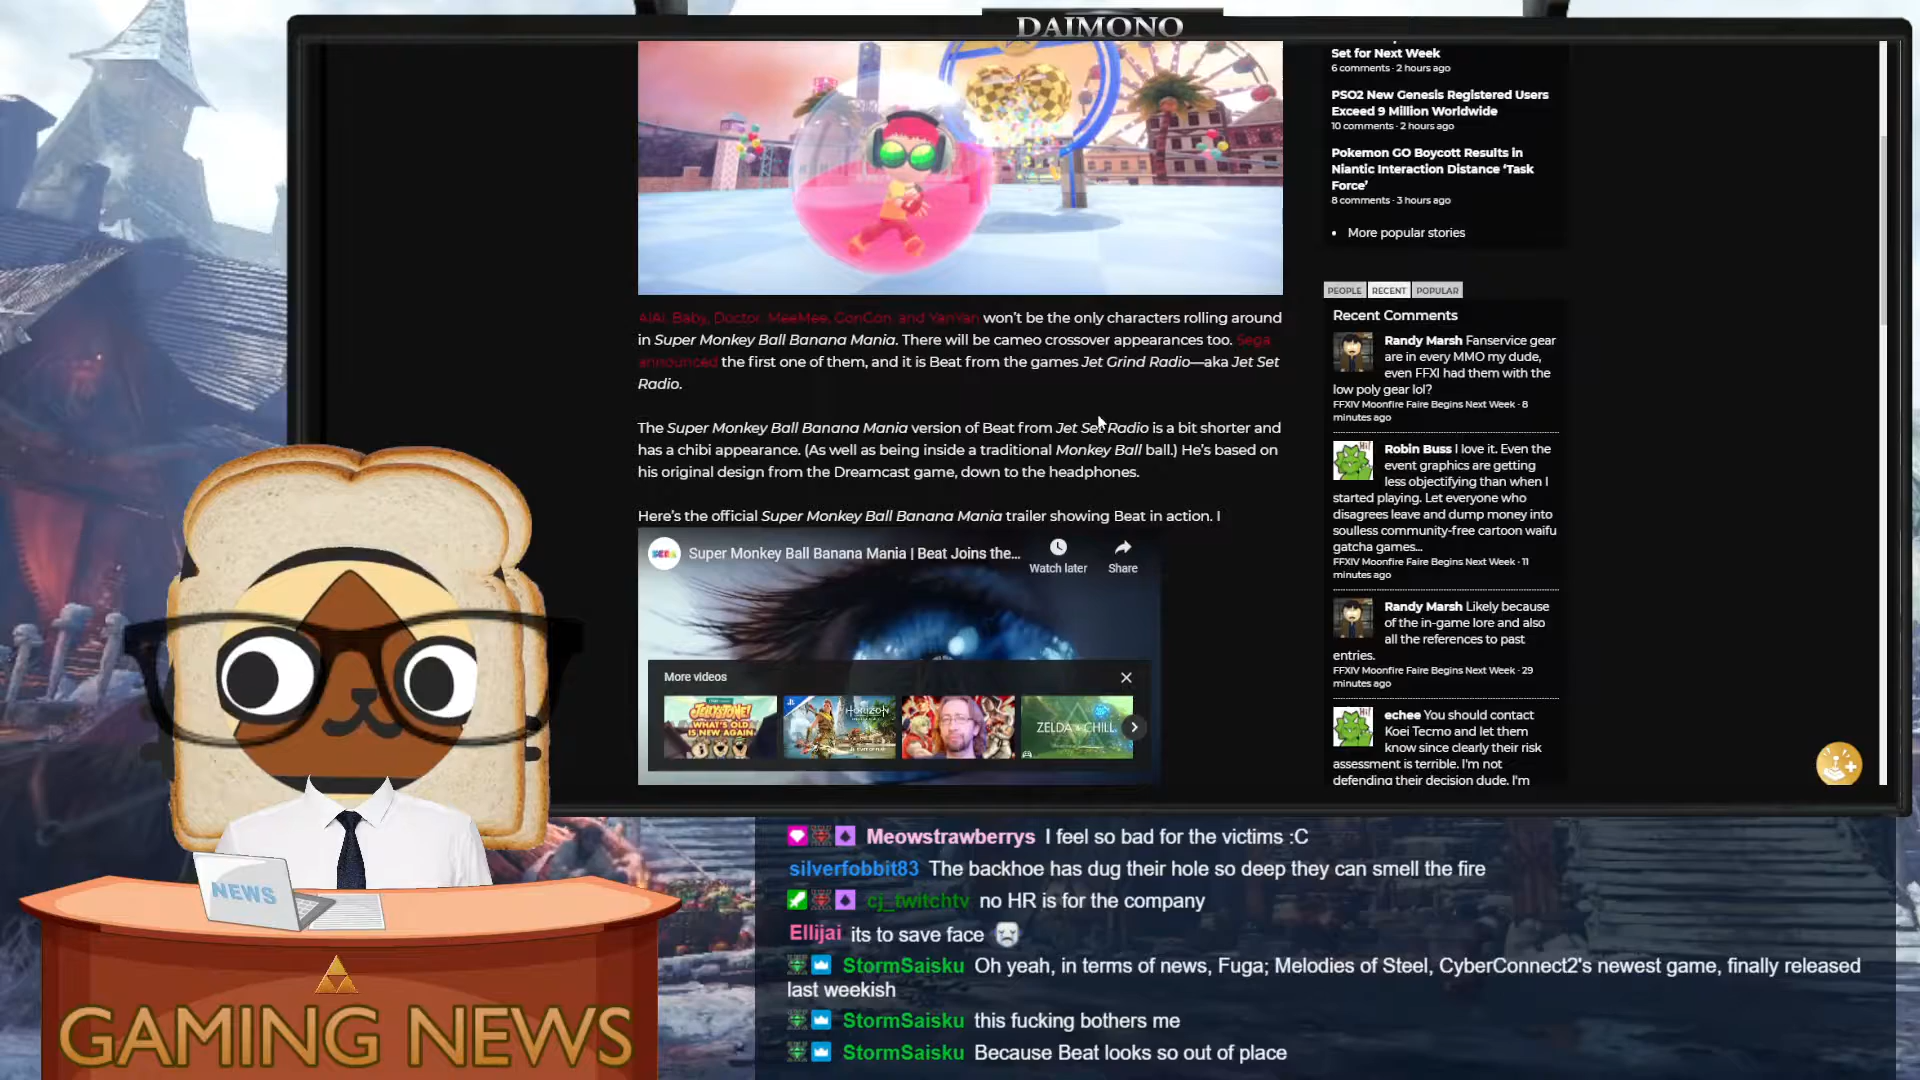 DAIMONO
Set for Next Week
6 comments · 2 hours ago
PSO2 New Genesis Registered Users
Exceed 9 Million Worldwide
10 comments · 2 hours ago
Pokemon GO Boycott Results in
Niantic Interaction Distance ‘Task
Force’
8 comments · 3 hours ago
• More popular stories
AiAi, Baby, Doctor, MeeMee, GonGon, and YanYan won’t be the only characters rolling around
in Super Monkey Ball Banana Mania. There will be cameo crossover appearances too. Sega
announced the first one of them, and it is Beat from the games Jet Grind Radio—aka Jet Set
Radio.
The Super Monkey Ball Banana Mania version of Beat from Jet Set Radio is a bit shorter and
has a chibi appearance. (As well as being inside a traditional Monkey Ball ball.) He’s based on
his original design from the Dreamcast game, down to the headphones.
Here’s the official Super Monkey Ball Banana Mania trailer showing Beat in action. I
SEGA
Super Monkey Ball Banana Mania | Beat Joins the...
Watch later
Share
More videos
JELLYSTONE!
WHAT'S OLD
IS NEW AGAIN
HORIZON
ZELDA & CHILL
PEOPLE RECENT POPULAR
Recent Comments
Randy Marsh Fanservice gear
are in every MMO my dude,
even FFXI had them with the
low poly gear lol?
FFXIV Moonfire Faire Begins Next Week · 8
minutes ago
Robin Buss I love it. Even the
event graphics are getting
less objectifying than when I
started playing. Let everyone who
disagrees leave and dump money into
soulless community-free cartoon waifu
gatcha games...
FFXIV Moonfire Faire Begins Next Week · 11
minutes ago
Randy Marsh Likely because
of the in-game lore and also
all the references to past
entries.
FFXIV Moonfire Faire Begins Next Week · 29
minutes ago
echee You should contact
Koei Tecmo and let them
know since clearly their risk
assessment is terrible. I'm not
defending their decision dude. I'm
Meowstrawberrys I feel so bad for the victims :C
silverfobbit83 The backhoe has dug their hole so deep they can smell the fire
cj_twitchtv no HR is for the company
Ellijai its to save face
StormSaisku Oh yeah, in terms of news, Fuga; Melodies of Steel, CyberConnect2's newest game, finally released
last weekish
StormSaisku this fucking bothers me
StormSaisku Because Beat looks so out of place
NEWS
GAMING NEWS